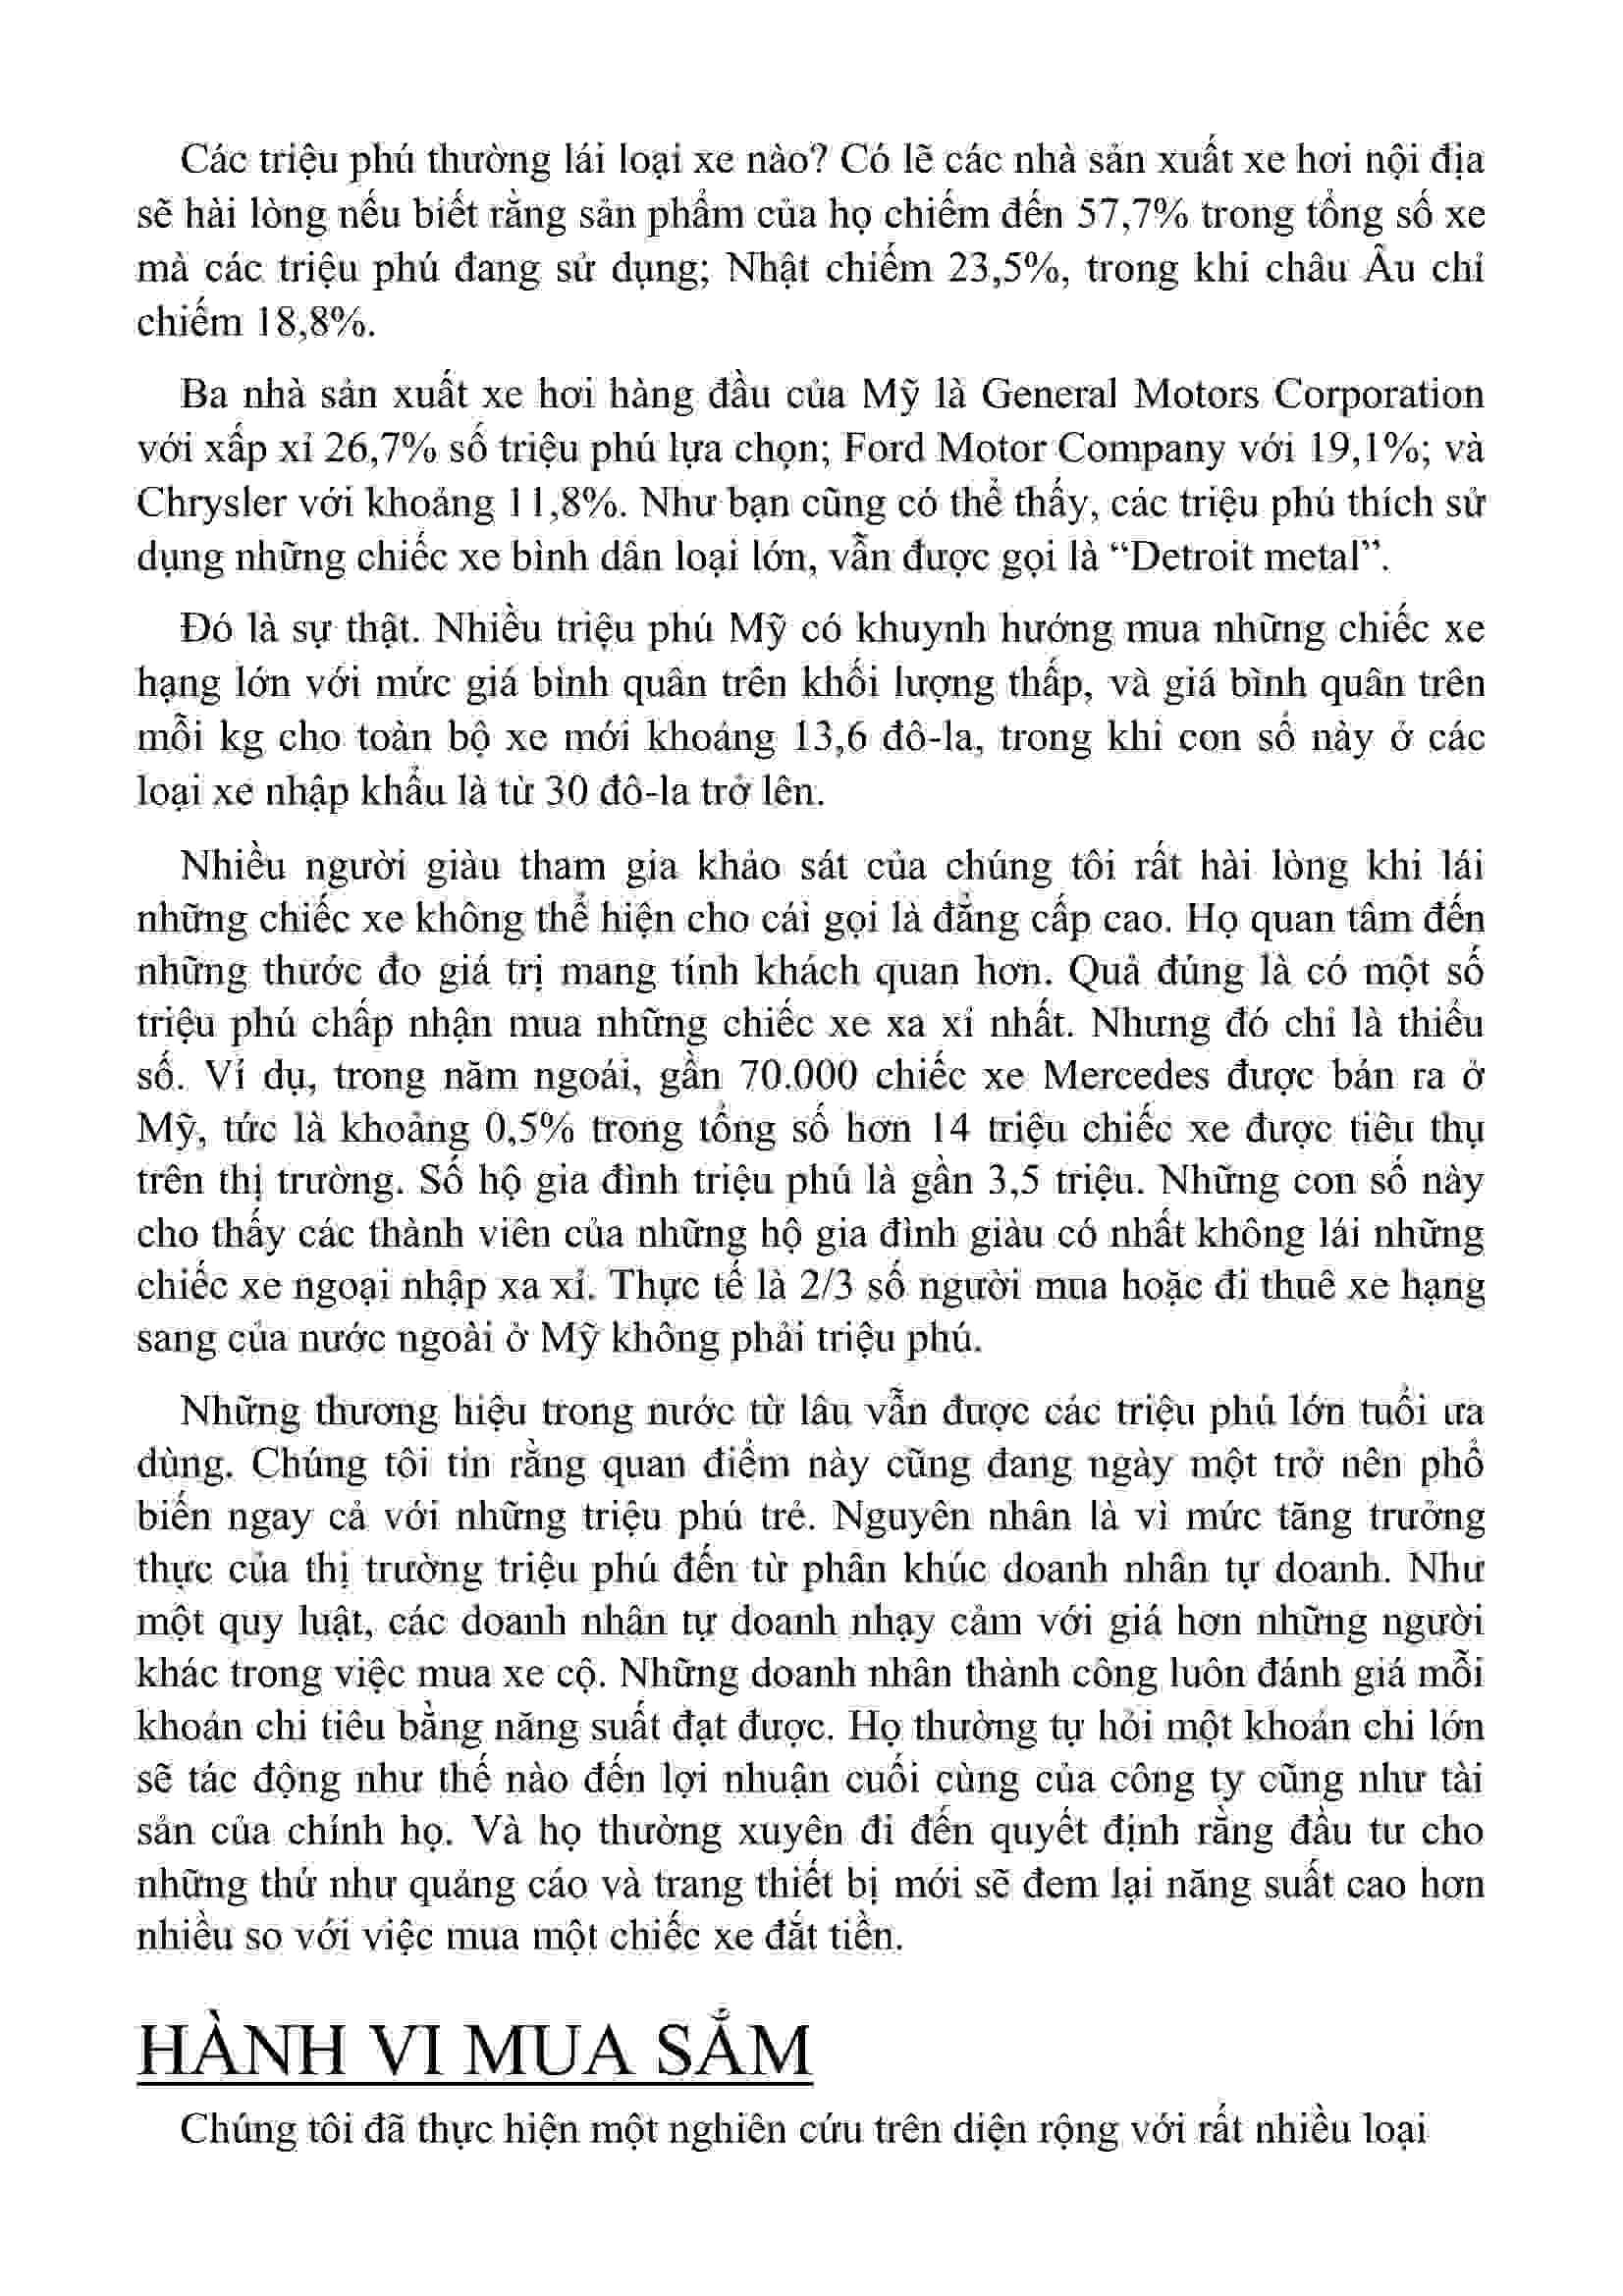 Các triệu phú thường lái loại xe nào? Có lẽ các nhà sản xuất xe hơi nội địa
sẽ hài lòng nếu biết rằng sản phẩm của họ chiếm đến 57,7% trong tổng số xe
mà các triệu phú đang sử dụng; Nhật chiếm 23,5%, trong khi châu Âu chỉ
chiếm 18,8%.
Ba nhà sản xuất xe hơi hàng đầu của Mỹ là General Motors Corporation
với xấp xỉ 26,7% số triệu phú lựa chọn; Ford Motor Company với 19,1%; và
Chrysler với khoảng 11,8%. Như bạn cũng có thể thấy, các triệu phú thích sử
dụng những chiếc xe bình dân loại lớn, vẫn được gọi là “Detroit metal”.
Đó là sự thật. Nhiều triệu phú Mỹ có khuynh hướng mua những chiếc xe
hạng lớn với mức giá bình quân trên khối lượng thấp, và giá bình quân trên
mỗi kg cho toàn bộ xe mới khoảng 13,6 đô-la, trong khi con số này ở các
loại xe nhập khẩu là từ 30 đô-la trở lên.
Nhiều người giàu tham gia khảo sát của chúng tôi rất hài lòng khi lái
những chiếc xe không thể hiện cho cái gọi là đẳng cấp cao. Họ quan tâm đến
những thước đo giá trị mang tính khách quan hơn. Quả đúng là có một số
triệu phú chấp nhận mua những chiếc xe xa xỉ nhất. Nhưng đó chỉ là thiểu
số. Ví dụ, trong năm ngoái, gần 70.000 chiếc xe Mercedes được bán ra ở
Mỹ, tức là khoảng 0,5% trong tổng số hơn 14 triệu chiếc xe được tiêu thụ
trên thị trường. Số hộ gia đình triệu phú là gần 3,5 triệu. Những con số này
cho thấy các thành viên của những hộ gia đình giàu có nhất không lái những
chiếc xe ngoại nhập xa xỉ. Thực tế là 2/3 số người mua hoặc đi thuê xe hạng
sang của nước ngoài ở Mỹ không phải triệu phú.
Những thương hiệu trong nước từ lâu vẫn được các triệu phú lớn tuổi ưa
dùng. Chúng tôi tin rằng quan điểm này cũng đang ngày một trở nên phổ
biến ngay cả với những triệu phú trẻ. Nguyên nhân là vì mức tăng trưởng
thực của thị trường triệu phú đến từ phân khúc doanh nhân tự doanh. Như
một quy luật, các doanh nhân tự doanh nhạy cảm với giá hơn những người
khác trong việc mua xe cộ. Những doanh nhân thành công luôn đánh giá mỗi
khoản chi tiêu bằng năng suất đạt được. Họ thường tự hỏi một khoản chi lớn
sẽ tác động như thế nào đến lợi nhuận cuối cùng của công ty cũng như tài
sản của chính họ. Và họ thường xuyên đi đến quyết định rằng đầu tư cho
những thứ như quảng cáo và trang thiết bị mới sẽ đem lại năng suất cao hơn
nhiều so với việc mua một chiếc xe đắt tiền.
HÀNH VI MUA SẮM
Chúng tôi đã thực hiện một nghiên cứu trên diện rộng với rất nhiều loại